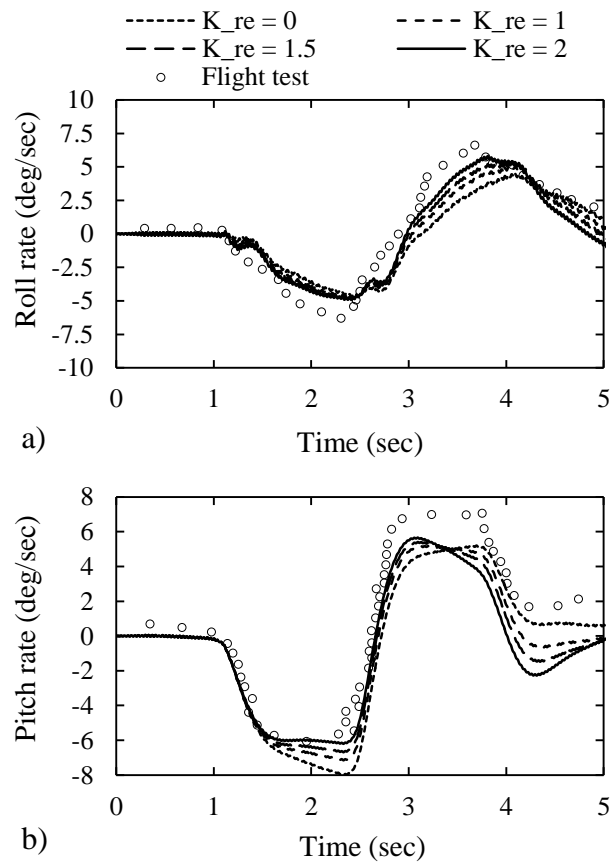 K_re = 0 K_re = 1
K_re = 1.5 K_re = 2
Flight test
10
7.5
5
2.5
0
-2.5
-5
-7.5
-10
Roll rate (deg/sec)
0 1 2 3 4 5
a) Time (sec)
8
6
4
2
0
-2
-4
-6
-8
Pitch rate (deg/sec)
0 1 2 3 4 5
b) Time (sec)